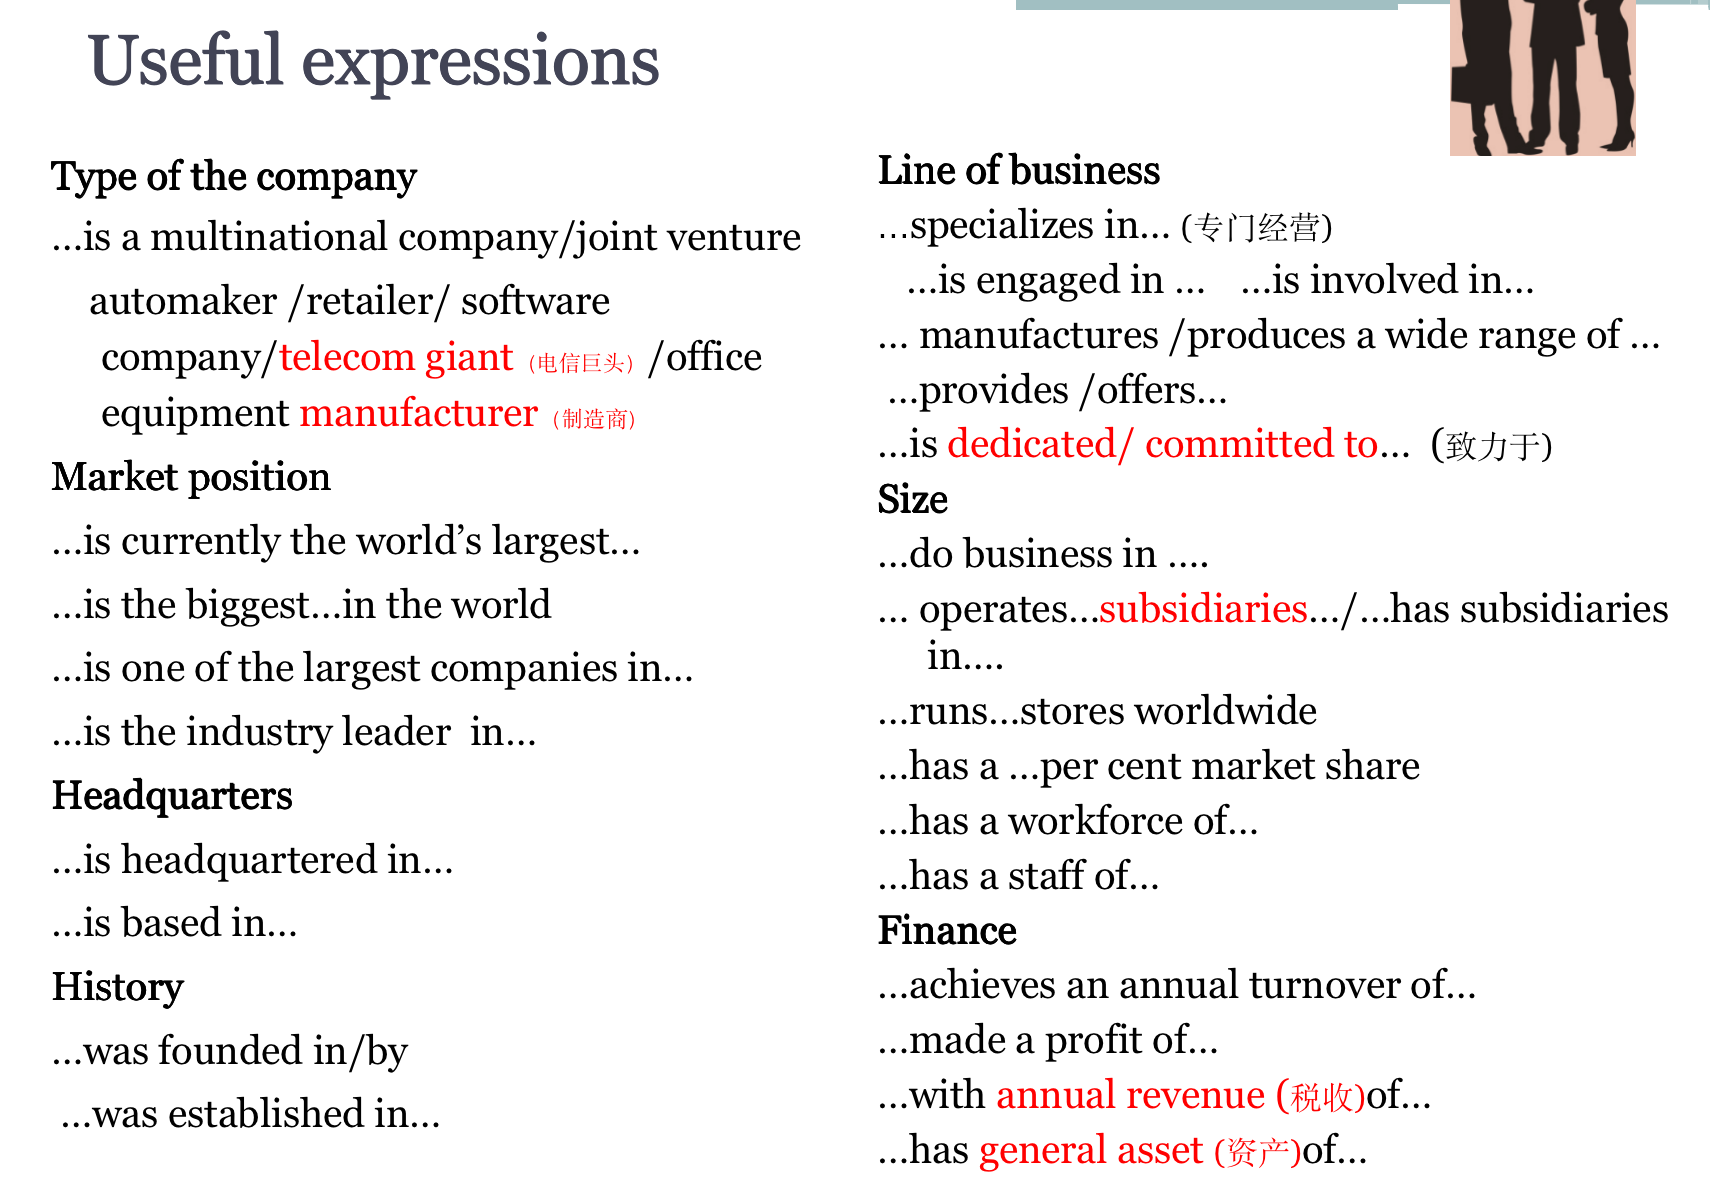 Useful expressions
Type of the company
…is a multinational company/joint venture
automaker /retailer/ software
company/telecom giant （电信巨头） /office
equipment manufacturer （制造商）
Market position
…is currently the world’s largest…
…is the biggest…in the world
…is one of the largest companies in…
…is the industry leader  in…
Headquarters
…is headquartered in…
…is based in…
History
…was founded in/by
…was established in…
Line of business
…specializes in… (专门经营)
…is engaged in …   …is involved in…
… manufactures /produces a wide range of …
…provides /offers…
…is dedicated/ committed to…  (致力于)
Size
…do business in ….
… operates…subsidiaries…/…has subsidiaries
in….
…runs…stores worldwide
…has a …per cent market share
…has a workforce of…
…has a staff of…
Finance
…achieves an annual turnover of…
…made a profit of…
…with annual revenue (税收)of…
…has general asset (资产)of…